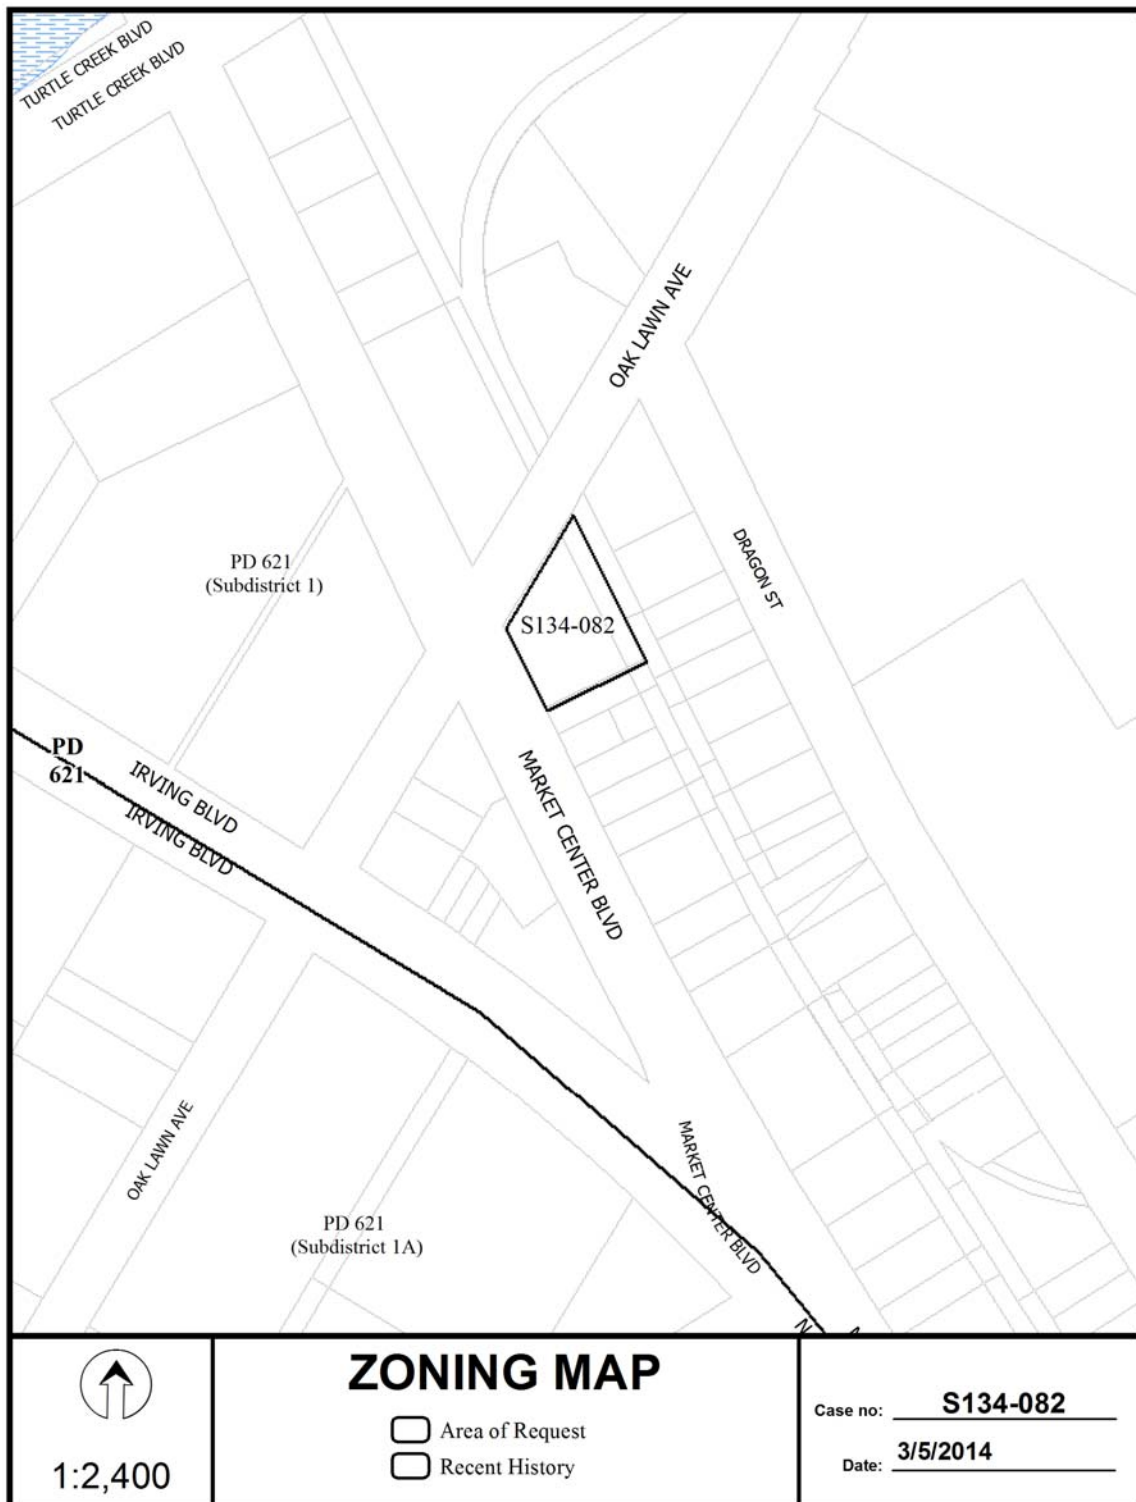 TURTLE CREEK BLVD
TURTLE CREEK BLVD
OAK LAWN AVE
DRAGON ST
PD 621
(Subdistrict 1)
S134-082
PD
621
IRVING BLVD
IRVING BLVD
MARKET CENTER BLVD
OAK LAWN AVE
MARKET CENTER BLVD
PD 621
(Subdistrict 1A)
N
1:2,400
ZONING MAP
Area of Request
Recent History
Case no: S134-082
Date: 3/5/2014